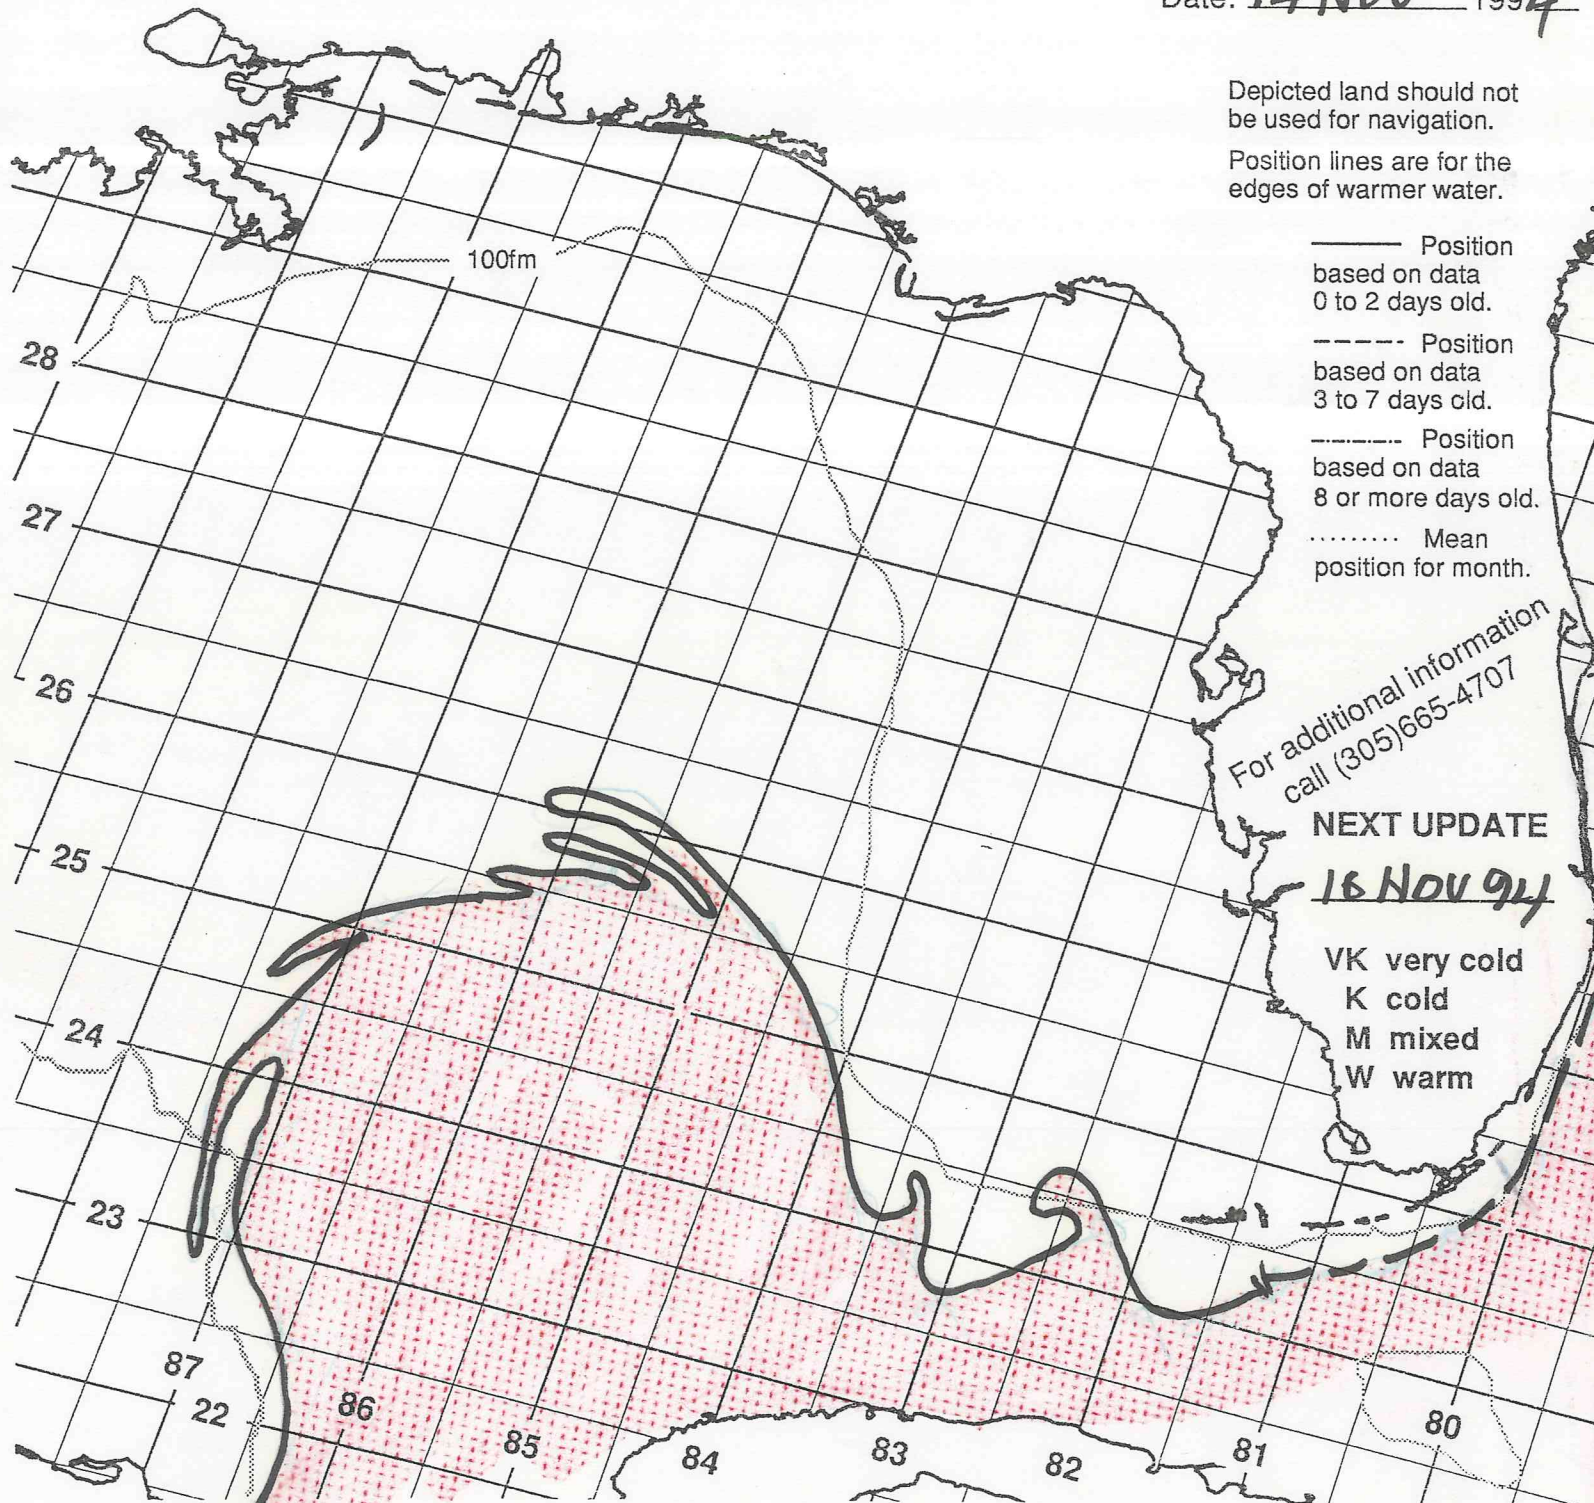 Date: 14 NOV 1994
Depicted land should not
be used for navigation.
Position lines are for the
edges of warmer water.
Position
based on data
0 to 2 days old.
Position
based on data
3 to 7 days old.
Position
based on data
8 or more days old.
Mean
position for month.
For additional information
call (305)665-4707
NEXT UPDATE
16 NOV 94
VK very cold
K cold
M mixed
W warm
100fm
28
27
26
25
24
23
22
87
86
85
84
83
82
81
80